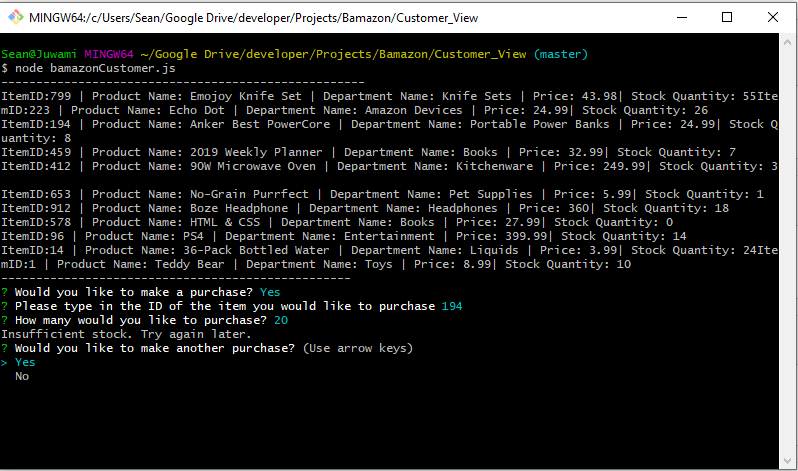 MINGW64:/c/Users/Sean/Google Drive/developer/Projects/Bamazon/Customer_View
Sean@Juwami MINGW64 ~/Google Drive/developer/Projects/Bamazon/Customer_View (master)
$ node bamazonCustomer.js
----------------------------------------------------
ItemID:799 | Product Name: Emojoy Knife Set | Department Name: Knife Sets | Price: 43.98| Stock Quantity: 55Ite
mID:223 | Product Name: Echo Dot | Department Name: Amazon Devices | Price: 24.99| Stock Quantity: 26
ItemID:194 | Product Name: Anker Best PowerCore | Department Name: Portable Power Banks | Price: 24.99| Stock Q
uantity: 8
ItemID:459 | Product Name: 2019 Weekly Planner | Department Name: Books | Price: 32.99| Stock Quantity: 7
ItemID:412 | Product Name: 90W Microwave Oven | Department Name: Kitchenware | Price: 249.99| Stock Quantity: 3
ItemID:653 | Product Name: No-Grain Purrfect | Department Name: Pet Supplies | Price: 5.99| Stock Quantity: 1
ItemID:912 | Product Name: Boze Headphone | Department Name: Headphones | Price: 360| Stock Quantity: 18
ItemID:578 | Product Name: HTML & CSS | Department Name: Books | Price: 27.99| Stock Quantity: 0
ItemID:96 | Product Name: PS4 | Department Name: Entertainment | Price: 399.99| Stock Quantity: 14
ItemID:14 | Product Name: 36-Pack Bottled Water | Department Name: Liquids | Price: 3.99| Stock Quantity: 24Ite
mID:1 | Product Name: Teddy Bear | Department Name: Toys | Price: 8.99| Stock Quantity: 10
--------------------------------------------------
? Would you like to make a purchase? Yes
? Please type in the ID of the item you would like to purchase 194
? How many would you like to purchase? 20
Insufficient stock. Try again later.
? Would you like to make another purchase? (Use arrow keys)
> Yes
No